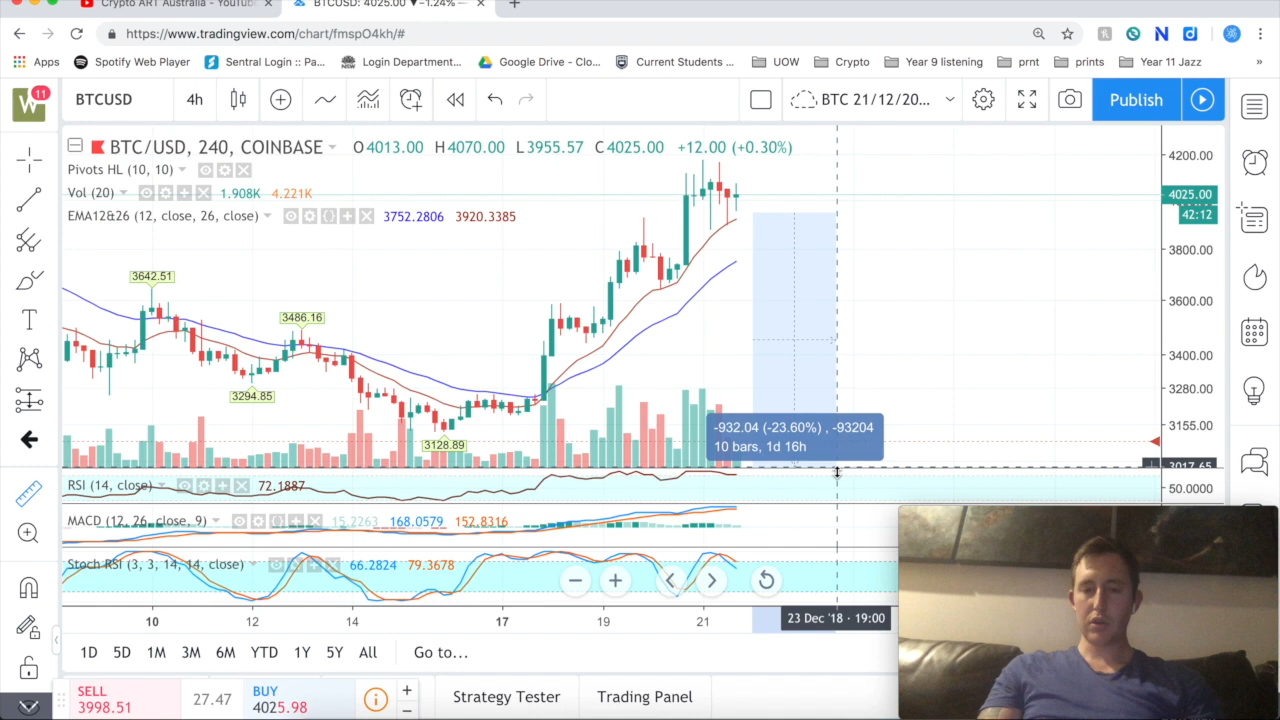 Crypto ART Australia - YouTu
BTCUSD: 4025.00 ▼−1.24% —
https://www.tradingview.com/chart/fmspO4kh/#
Apps
Spotify Web Player
Sentral Login :: Pa...
Login Department...
Google Drive - Clo...
Current Students ...
UOW
Crypto
Year 9 listening
prnt
prints
Year 11 Jazz
»
W
11
BTCUSD
4h
BTC 21/12/20...
Publish
BTC/USD, 240, COINBASE
O4013.00 H4070.00 L3955.57 C4025.00 +12.00 (+0.30%)
Pivots HL (10, 10)
Vol (20)
1.908K 4.221K
EMA12&26 (12, close, 26, close)
3752.2806 3920.3385
4200.00
4025.00
42:12
3800.00
3600.00
3400.00
3280.00
3155.00
3017.65
3642.51
3486.16
3294.85
3128.89
-932.04 (-23.60%) , -93204
10 bars, 1d 16h
RSI (14, close)
72.1887
50.0000
MACD (12, 26, close, 9)
15.2263 168.0579 152.8316
Stoch RSI (3, 3, 14, 14, close)
66.2824 79.3678
10 12 14 17 19 21
23 Dec '18 · 19:00
1D 5D 1M 3M 6M YTD 1Y 5Y All Go to...
SELL
3998.51
27.47
BUY
4025.98
Strategy Tester
Trading Panel